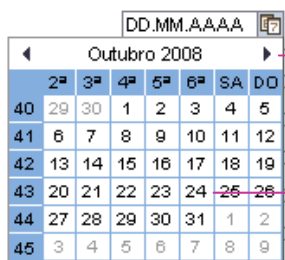 DD.MM.AAAA
Outubro 2008
2ª 3ª 4ª 5ª 6ª SA DO
40 29 30 1 2 3 4 5
41 6 7 8 9 10 11 12
42 13 14 15 16 17 18 19
43 20 21 22 23 24 25 26
44 27 28 29 30 31 1 2
45 3 4 5 6 7 8 9